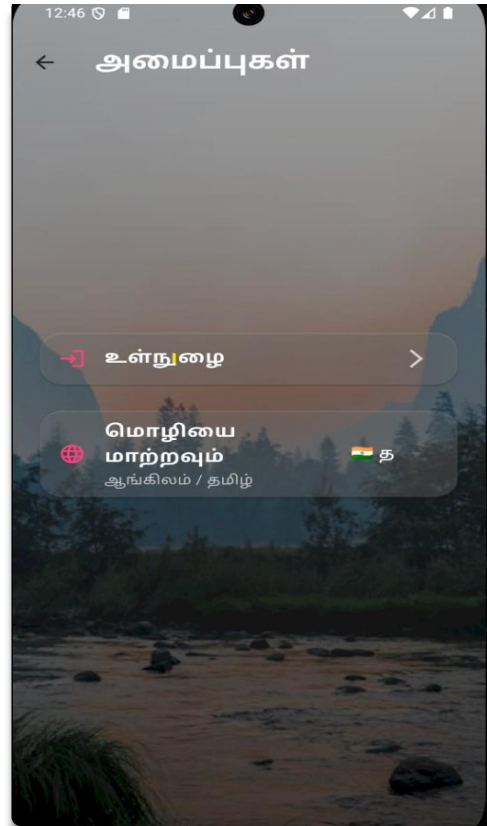 12:46
அமைப்புகள்
உள்நுழை
மொழியை
மாற்றவும்
த
ஆங்கிலம் / தமிழ்